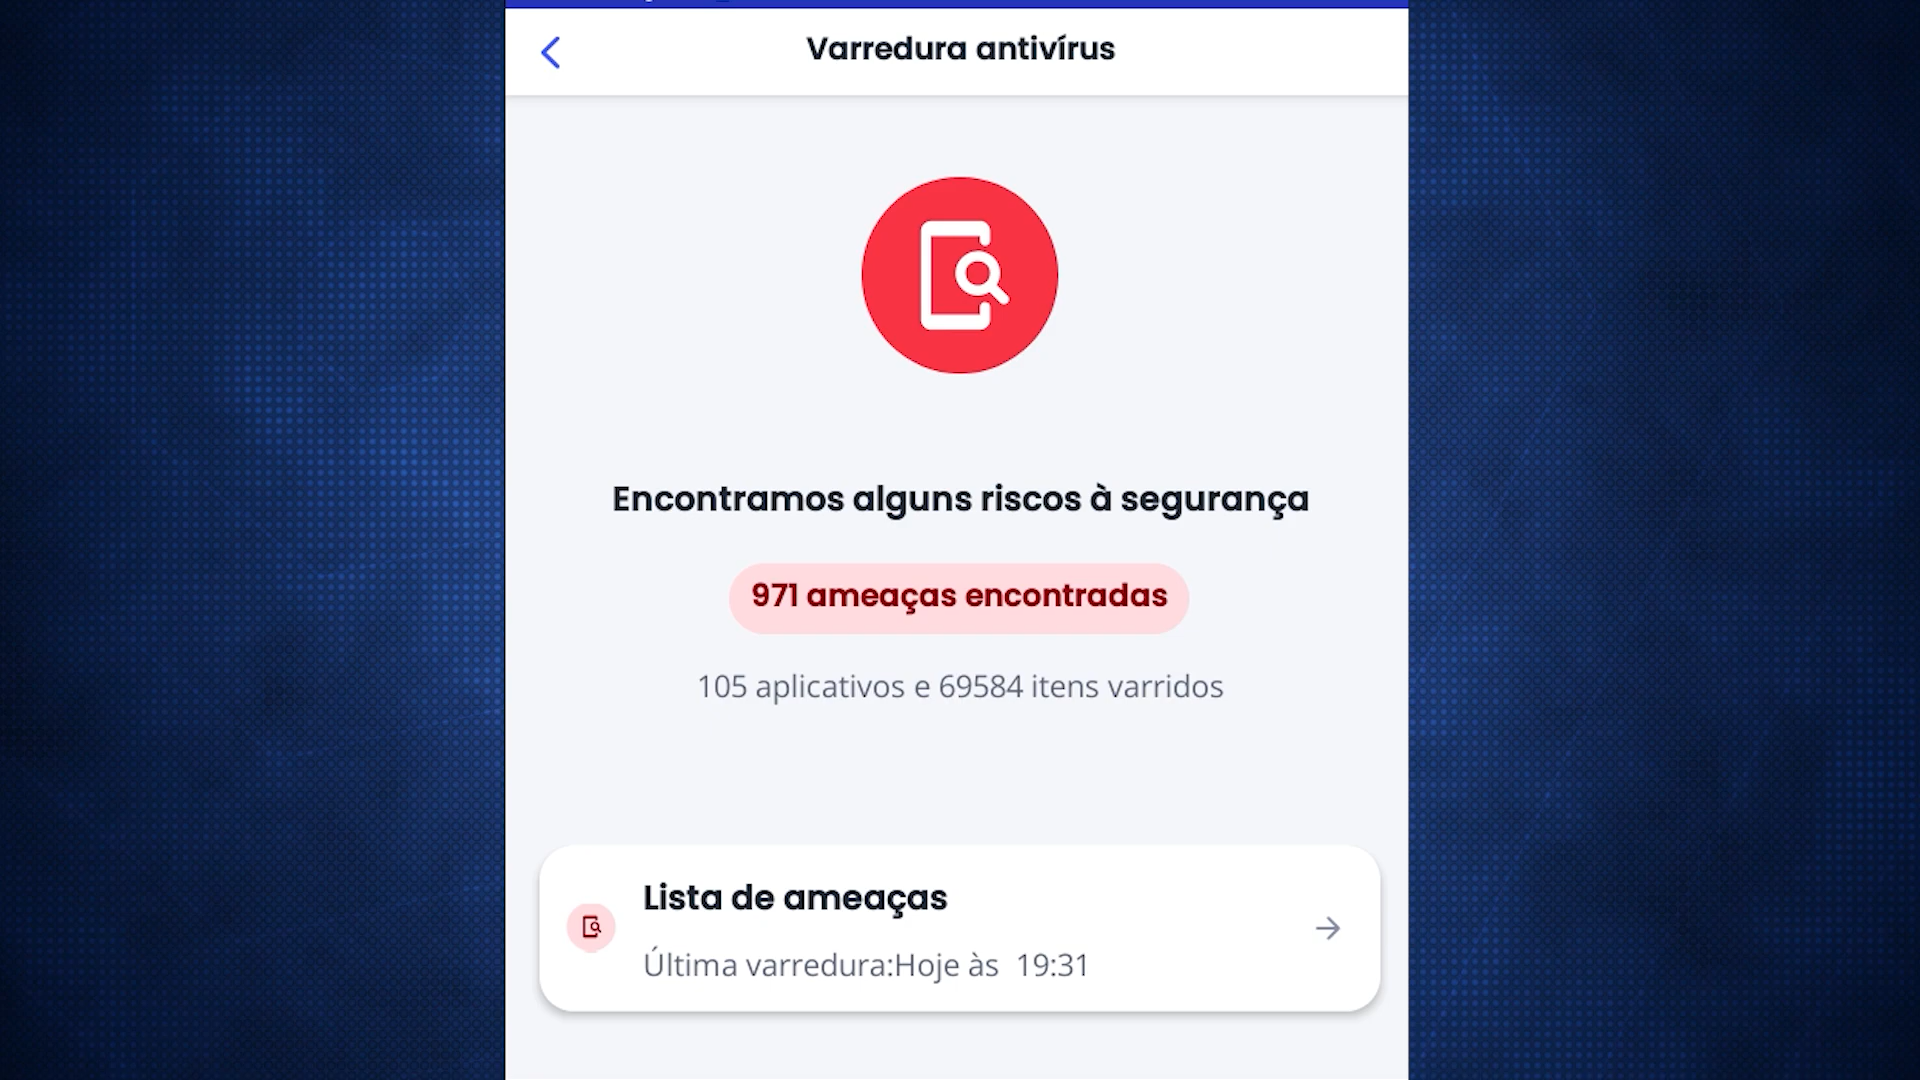 Varredura antivírus
Encontramos alguns riscos à segurança
971 ameaças encontradas
105 aplicativos e 69584 itens varridos
Lista de ameaças
Última varredura:Hoje às 19:31